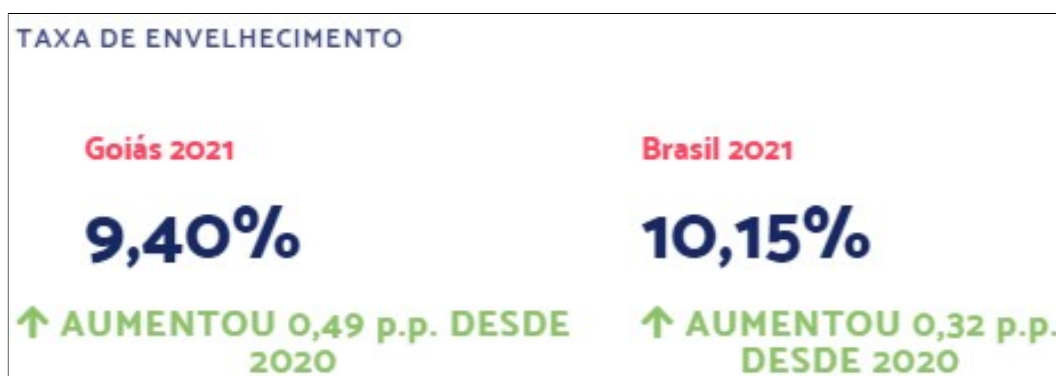 TAXA DE ENVELHECIMENTO
Goiás 2021
9,40%
↑ AUMENTOU 0,49 p.p. DESDE
2020
Brasil 2021
10,15%
↑ AUMENTOU 0,32 p.p.
DESDE 2020